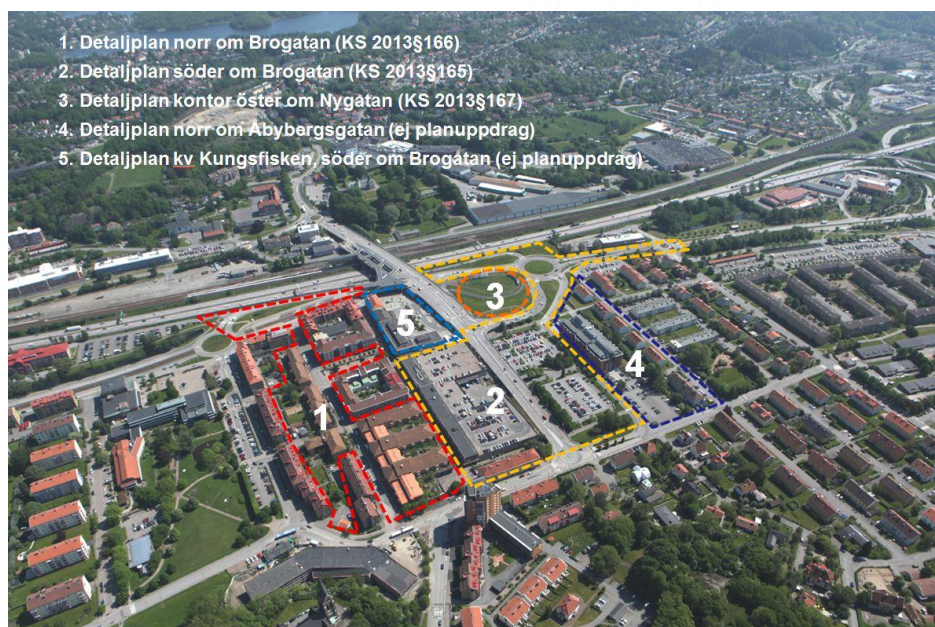 1. Detaljplan norr om Brogatan (KS 2013§166)
2. Detaljplan söder om Brogatan (KS 2013§165)
3. Detaljplan kontor öster om Nygatan (KS 2013§167)
4. Detaljplan norr om Åbybergsgatan (ej planuppdrag)
5. Detaljplan kv Kungsfisken, söder om Brogatan (ej planuppdrag)
3
5
4
2
1